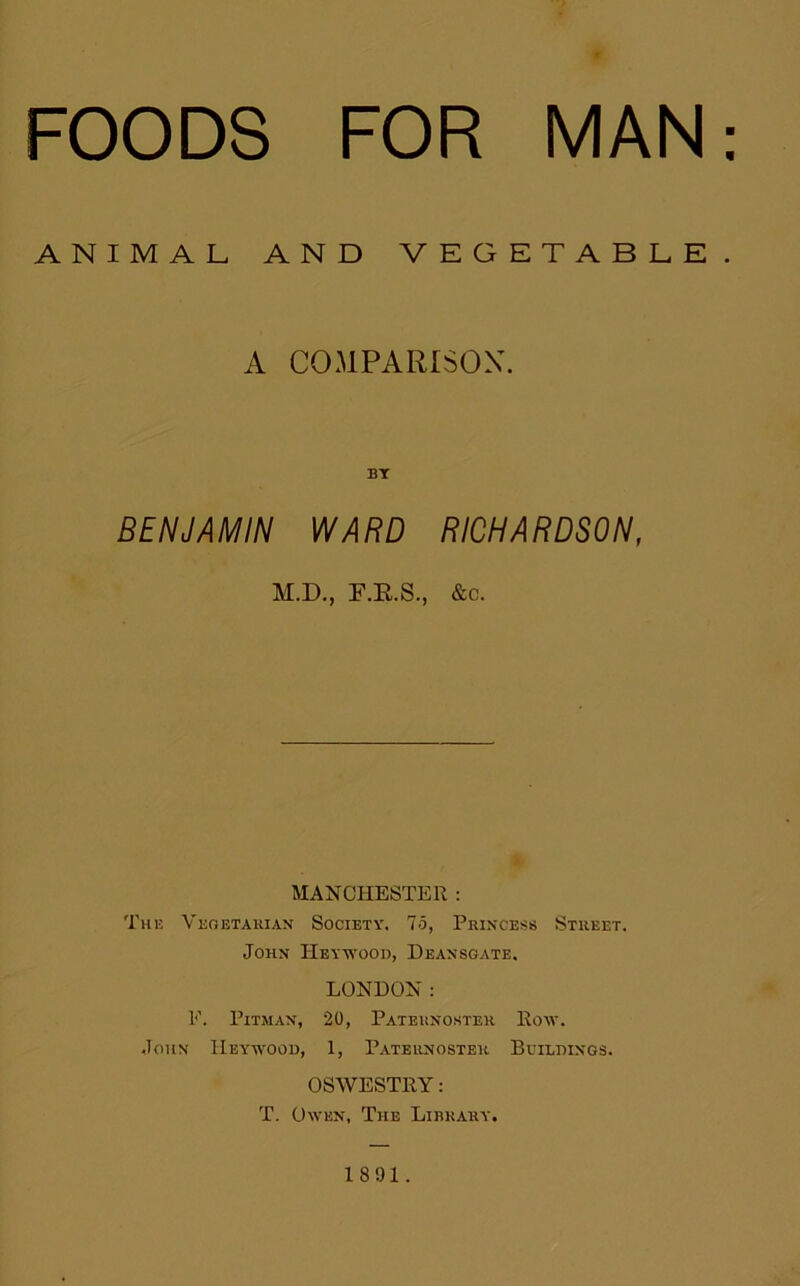 FOODS FOR MAN:
ANIMAL AND VEGETABLE.
A COMPARISON.
BY
BENJAMIN WARD RICHARDSON,
M.D., F.R.S., &c.
MANCHESTER :
THE VEGETARIAN SOCIETY, 75, PRINCESS STREET.
JOHN HEYWOOD, DEANSGATE.
LONDON :
F. PITMAN, 20, PATERNOSTER ROW.
JOHN HEYWOOD, 1, PATERNOSTER BUILDINGS.
OSWESTRY:
T. OWEN, THE LIBRARY.
1891.